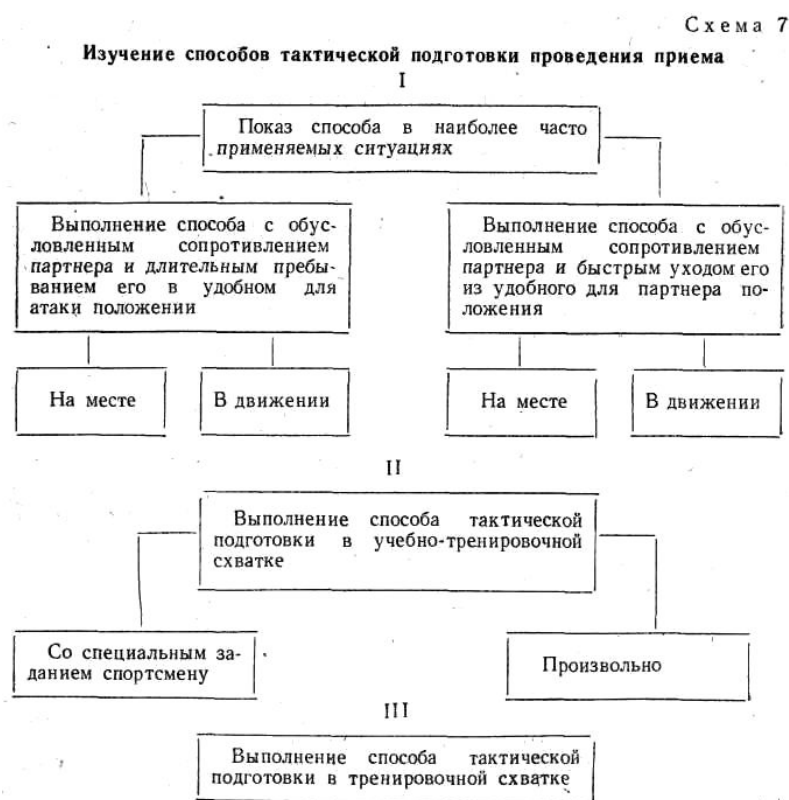 Схема 7
Изучение способов тактической подготовки проведения приема
I
Показ способа в наиболее часто
применяемых ситуациях
Выполнение способа с обус-
ловленным сопротивлением
партнера и длительным пребы-
ванием его в удобном для
атаки положении
Выполнение способа с обус-
ловленным сопротивлением
партнера и быстрым уходом его
из удобного для партнера по-
ложения
На месте
В движении
На месте
В движении
II
Выполнение способа тактической
подготовки в учебно-тренировочной
схватке
Со специальным за-
данием спортсмену
Произвольно
III
Выполнение способа тактической
подготовки в тренировочной схватке